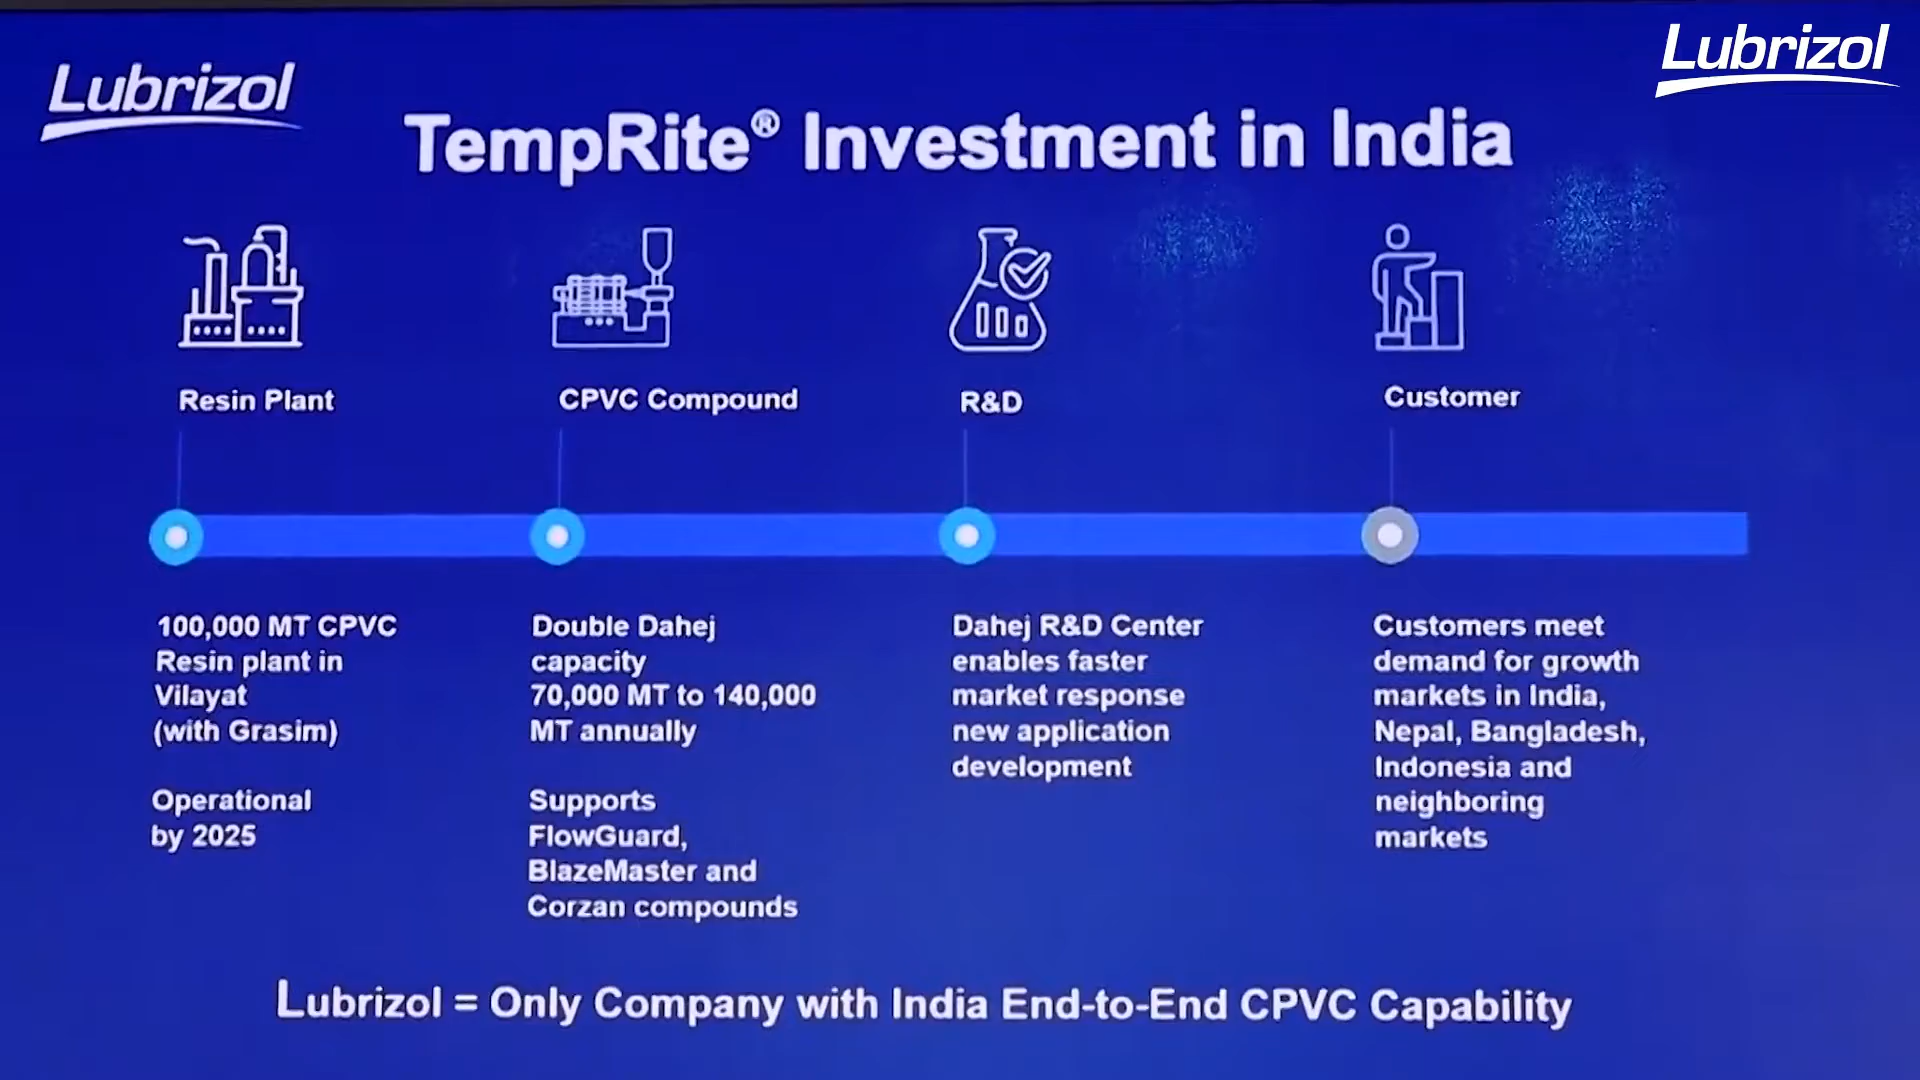 Lubrizol
Lubrizol
TempRite® Investment in India
Resin Plant
CPVC Compound
R&D
Customer
100,000 MT CPVC
Resin plant in
Vilayat
(with Grasim)
Operational
by 2025
Double Dahej
capacity
70,000 MT to 140,000
MT annually
Supports
FlowGuard,
BlazeMaster and
Corzan compounds
Dahej R&D Center
enables faster
market response
new application
development
Customers meet
demand for growth
markets in India,
Nepal, Bangladesh,
Indonesia and
neighboring
markets
Lubrizol = Only Company with India End-to-End CPVC Capability